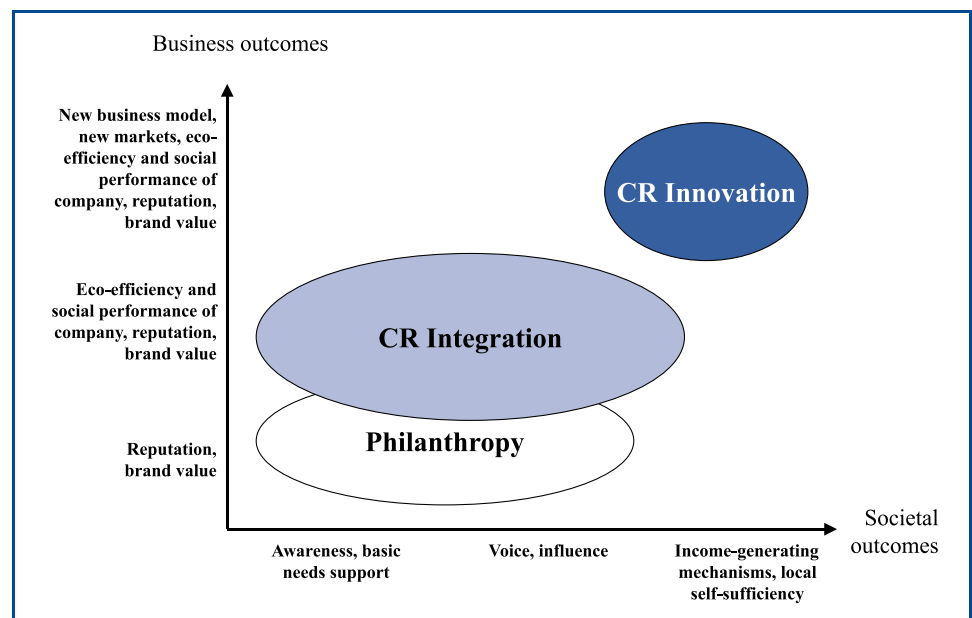 Business outcomes
New business model,
new markets, eco-
efficiency and social
performance of
company, reputation,
brand value
CR Innovation
Eco-efficiency and
social performance of
company, reputation,
brand value
CR Integration
Philanthropy
Reputation,
brand value
Societal
outcomes
Awareness, basic
needs support
Voice, influence
Income-generating
mechanisms, local
self-sufficiency